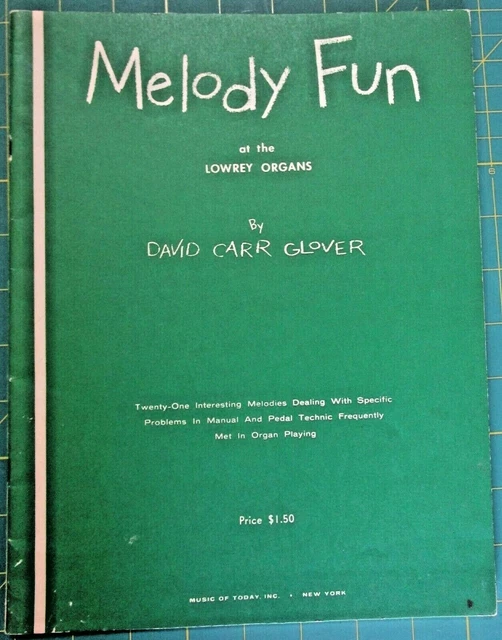 Melody Fun
at the
LOWREY ORGANS
By
DAVID CARR GLOVER
Twenty-One Interesting Melodies Dealing With Specific
Problems In Manual And Pedal Technic Frequently
Met In Organ Playing
Price $1.50
MUSIC OF TODAY, INC. • NEW YORK